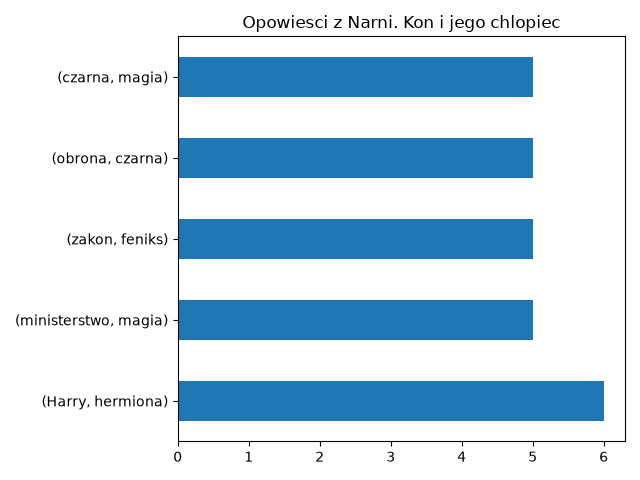 Opowiesci z Narni. Kon i jego chlopiec
(czarna, magia)
(obrona, czarna)
(zakon, feniks)
(ministerstwo, magia)
(Harry, hermiona)
0 1 2 3 4 5 6